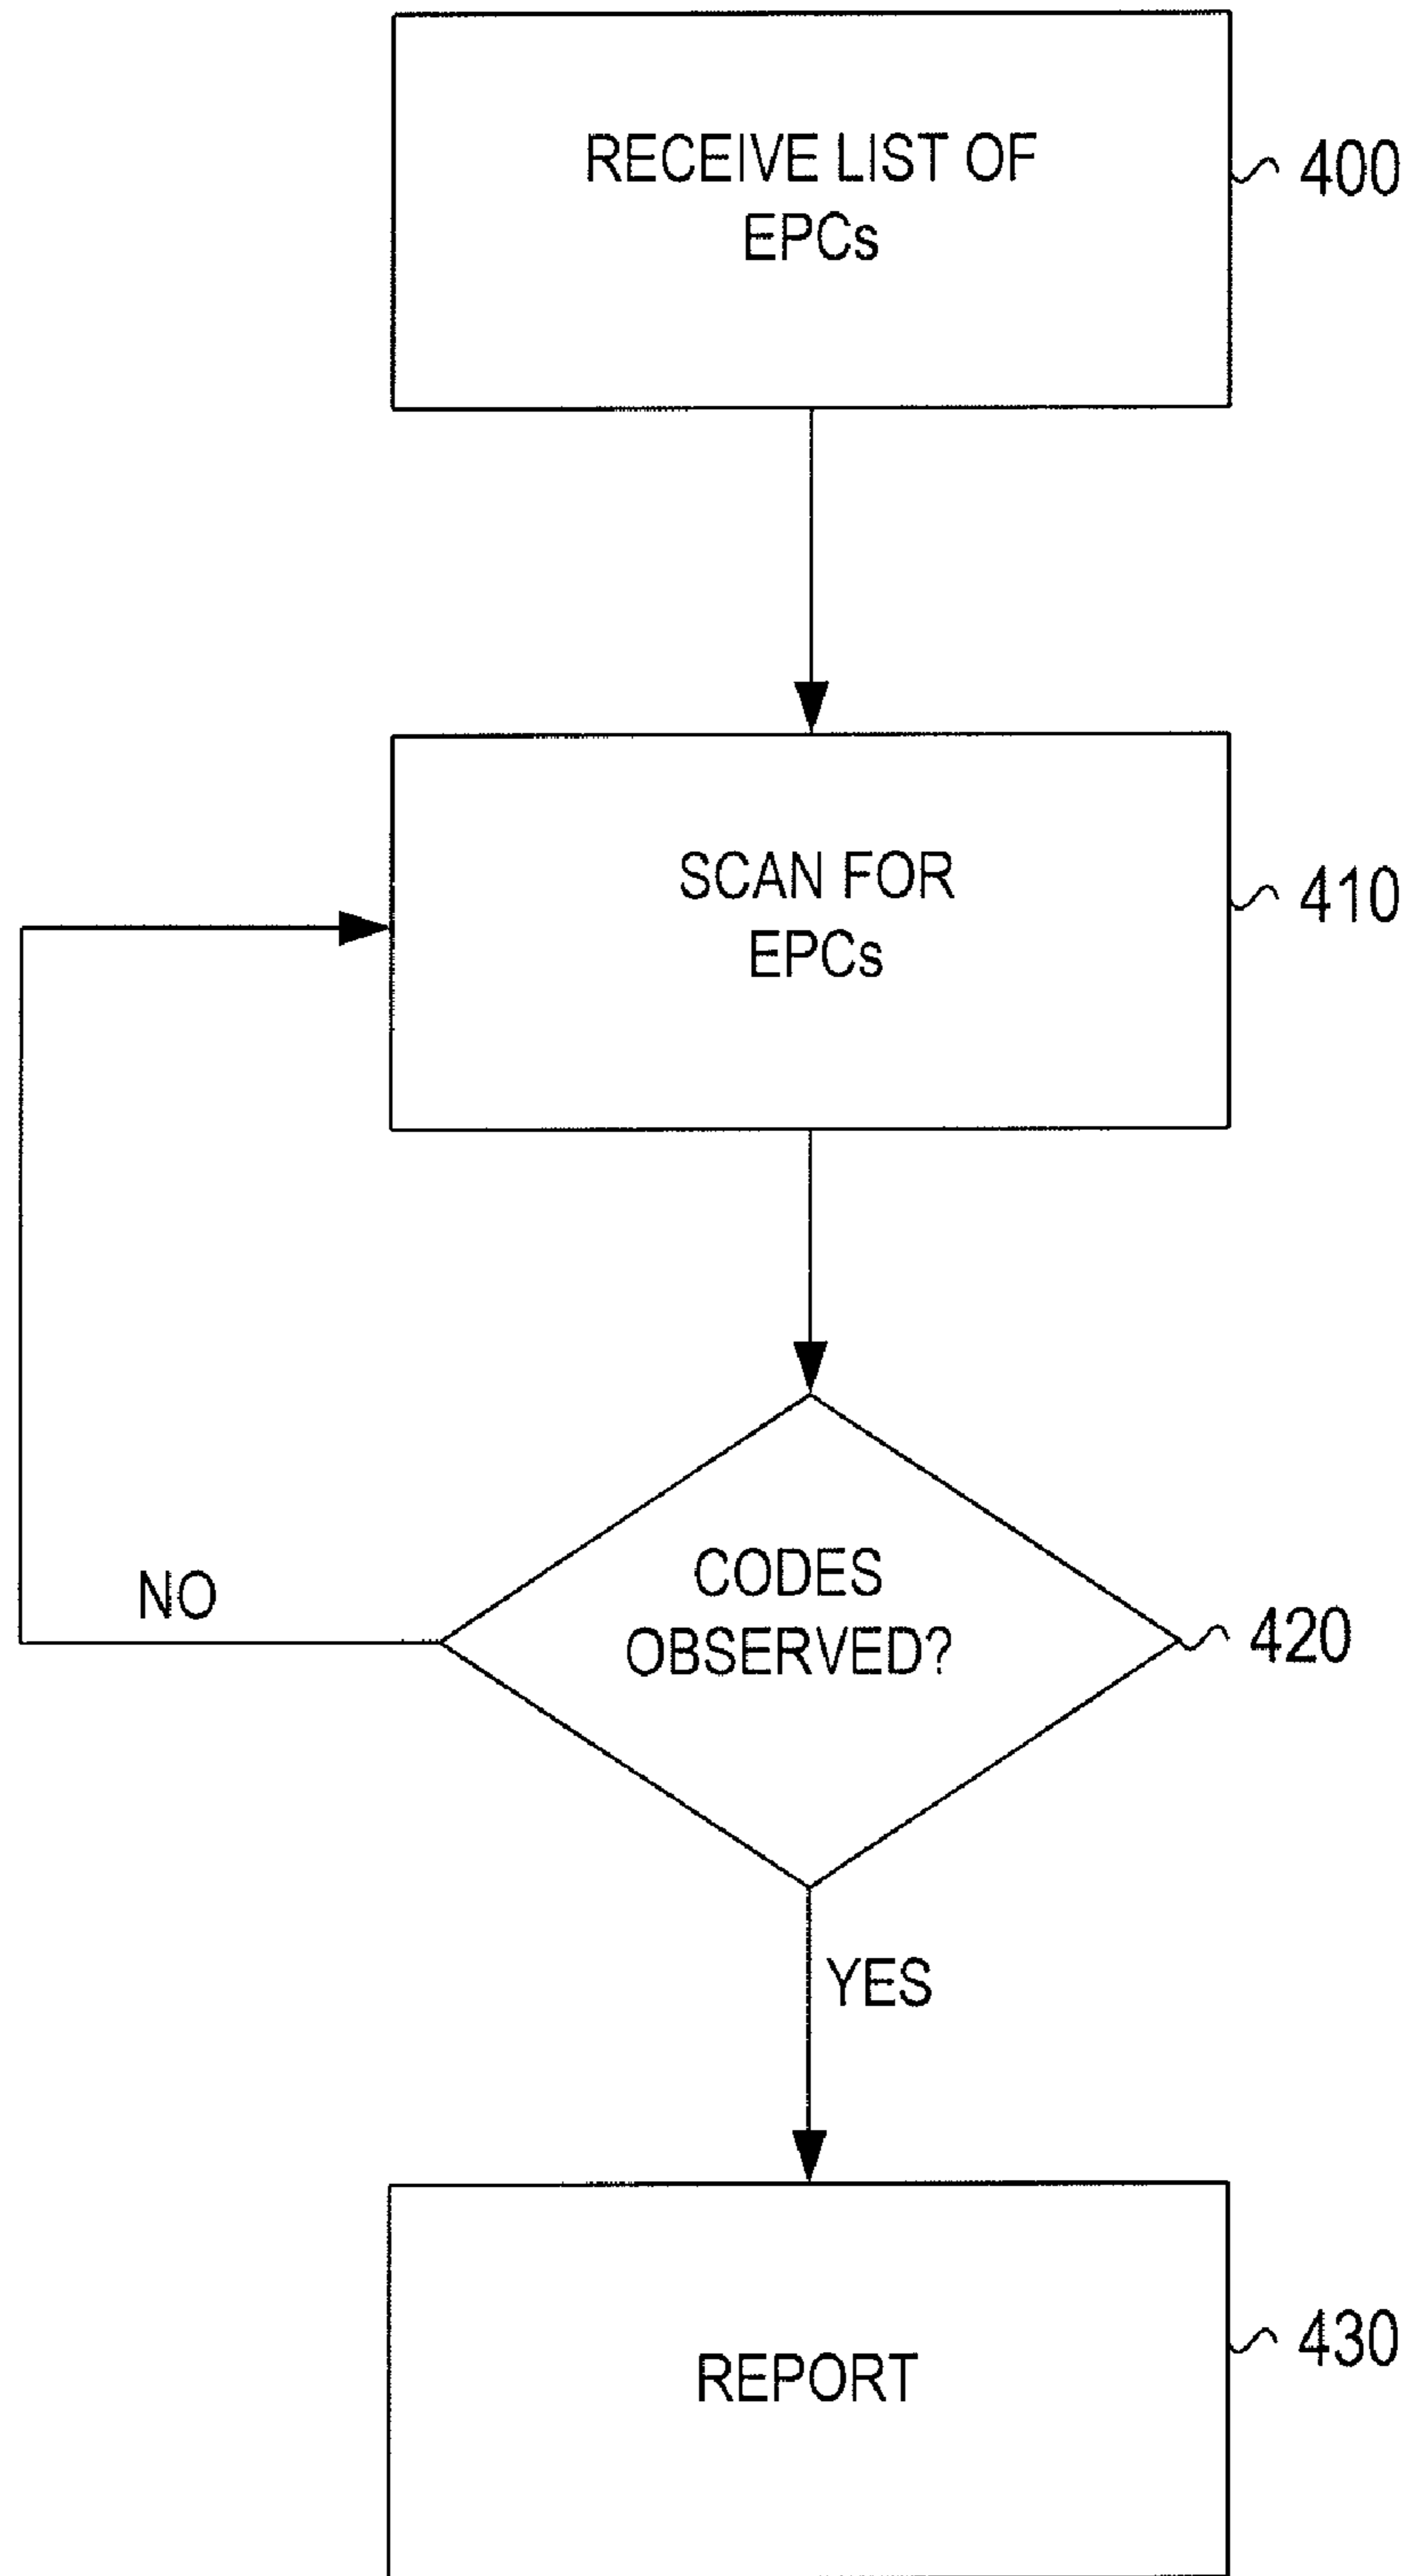 RECEIVE LIST OF
EPCs
400
SCAN FOR
EPCs
410
CODES
OBSERVED?
420
NO
YES
REPORT
430